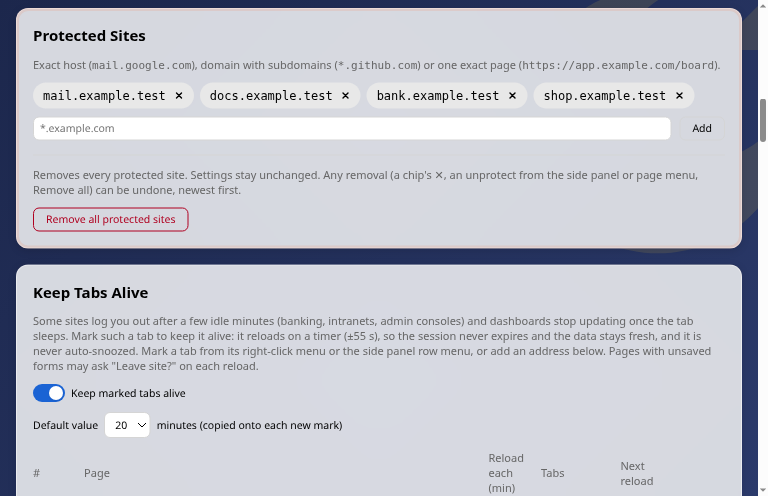 Protected Sites
Exact host (mail.google.com), domain with subdomains (*.github.com) or one exact page (https://app.example.com/board).
mail.example.test ✕ docs.example.test ✕ bank.example.test ✕ shop.example.test ✕
*.example.com Add
Removes every protected site. Settings stay unchanged. Any removal (a chip's ✕, an unprotect from the side panel or page menu,
Remove all) can be undone, newest first.
Remove all protected sites
Keep Tabs Alive
Some sites log you out after a few idle minutes (banking, intranets, admin consoles) and dashboards stop updating once the tab
sleeps. Mark such a tab to keep it alive: it reloads on a timer (±55 s), so the session never expires and the data stays fresh, and it is
never auto-snoozed. Mark a tab from its right-click menu or the side panel row menu, or add an address below. Pages with unsaved
forms may ask "Leave site?" on each reload.
Keep marked tabs alive
Default value 20 minutes (copied onto each new mark)
# Page Reload each (min) Tabs Next reload